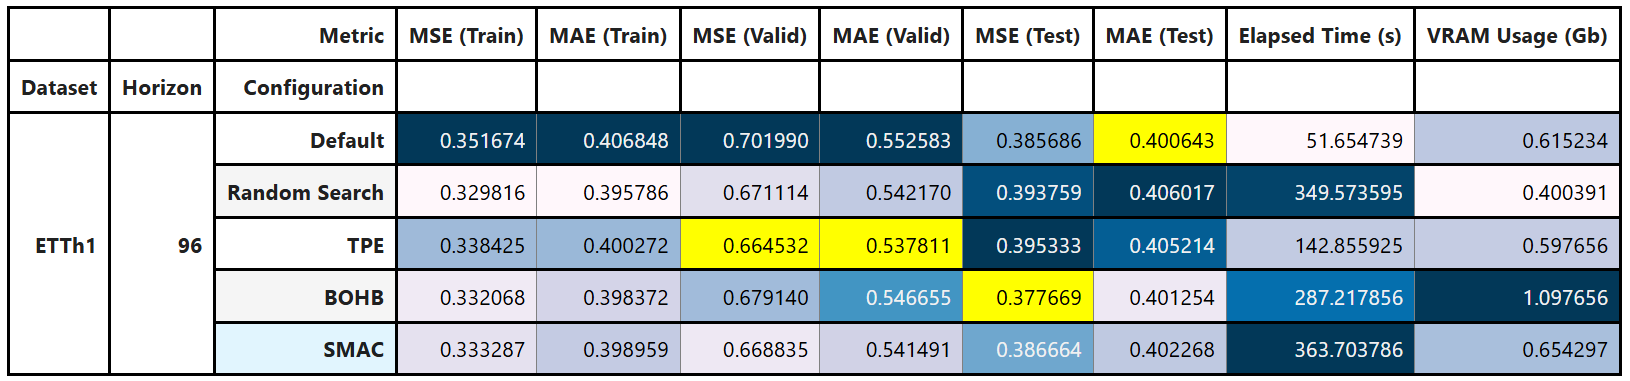 Metric MSE (Train) MAE (Train) MSE (Valid) MAE (Valid) MSE (Test) MAE (Test) Elapsed Time (s) VRAM Usage (Gb)
Dataset Horizon Configuration
Default 0.351674 0.406848 0.701990 0.552583 0.385686 0.400643 51.654739 0.615234
Random Search 0.329816 0.395786 0.671114 0.542170 0.393759 0.406017 349.573595 0.400391
ETTh1 96 TPE 0.338425 0.400272 0.664532 0.537811 0.395333 0.405214 142.855925 0.597656
BOHB 0.332068 0.398372 0.679140 0.546655 0.377669 0.401254 287.217856 1.097656
SMAC 0.333287 0.398959 0.668835 0.541491 0.386664 0.402268 363.703786 0.654297